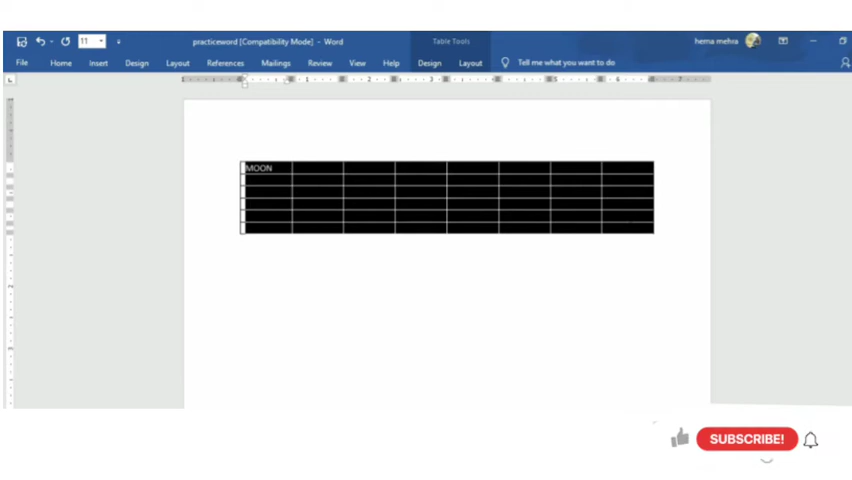 11 practiceword [Compatibility Mode] - Word Table Tools hema mehra
File Home Insert Design Layout References Mailings Review View Help Design Layout Tell me what you want to do
MOON
SUBSCRIBE!